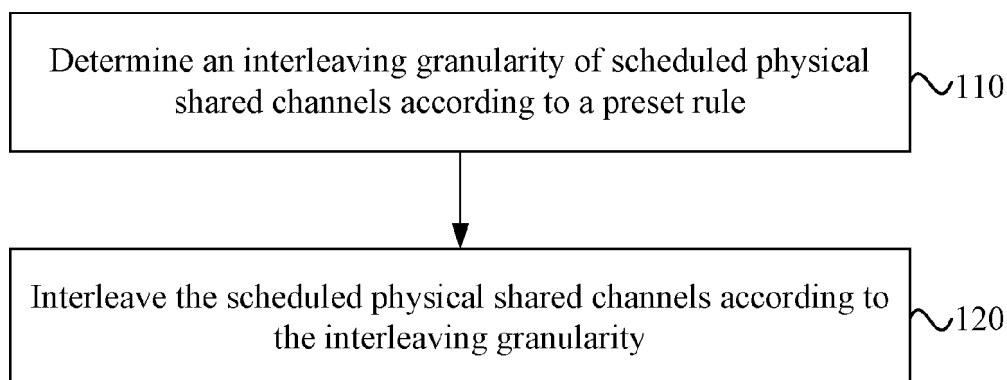 Determine an interleaving granularity of scheduled physical
shared channels according to a preset rule
110
Interleave the scheduled physical shared channels according to
the interleaving granularity
120